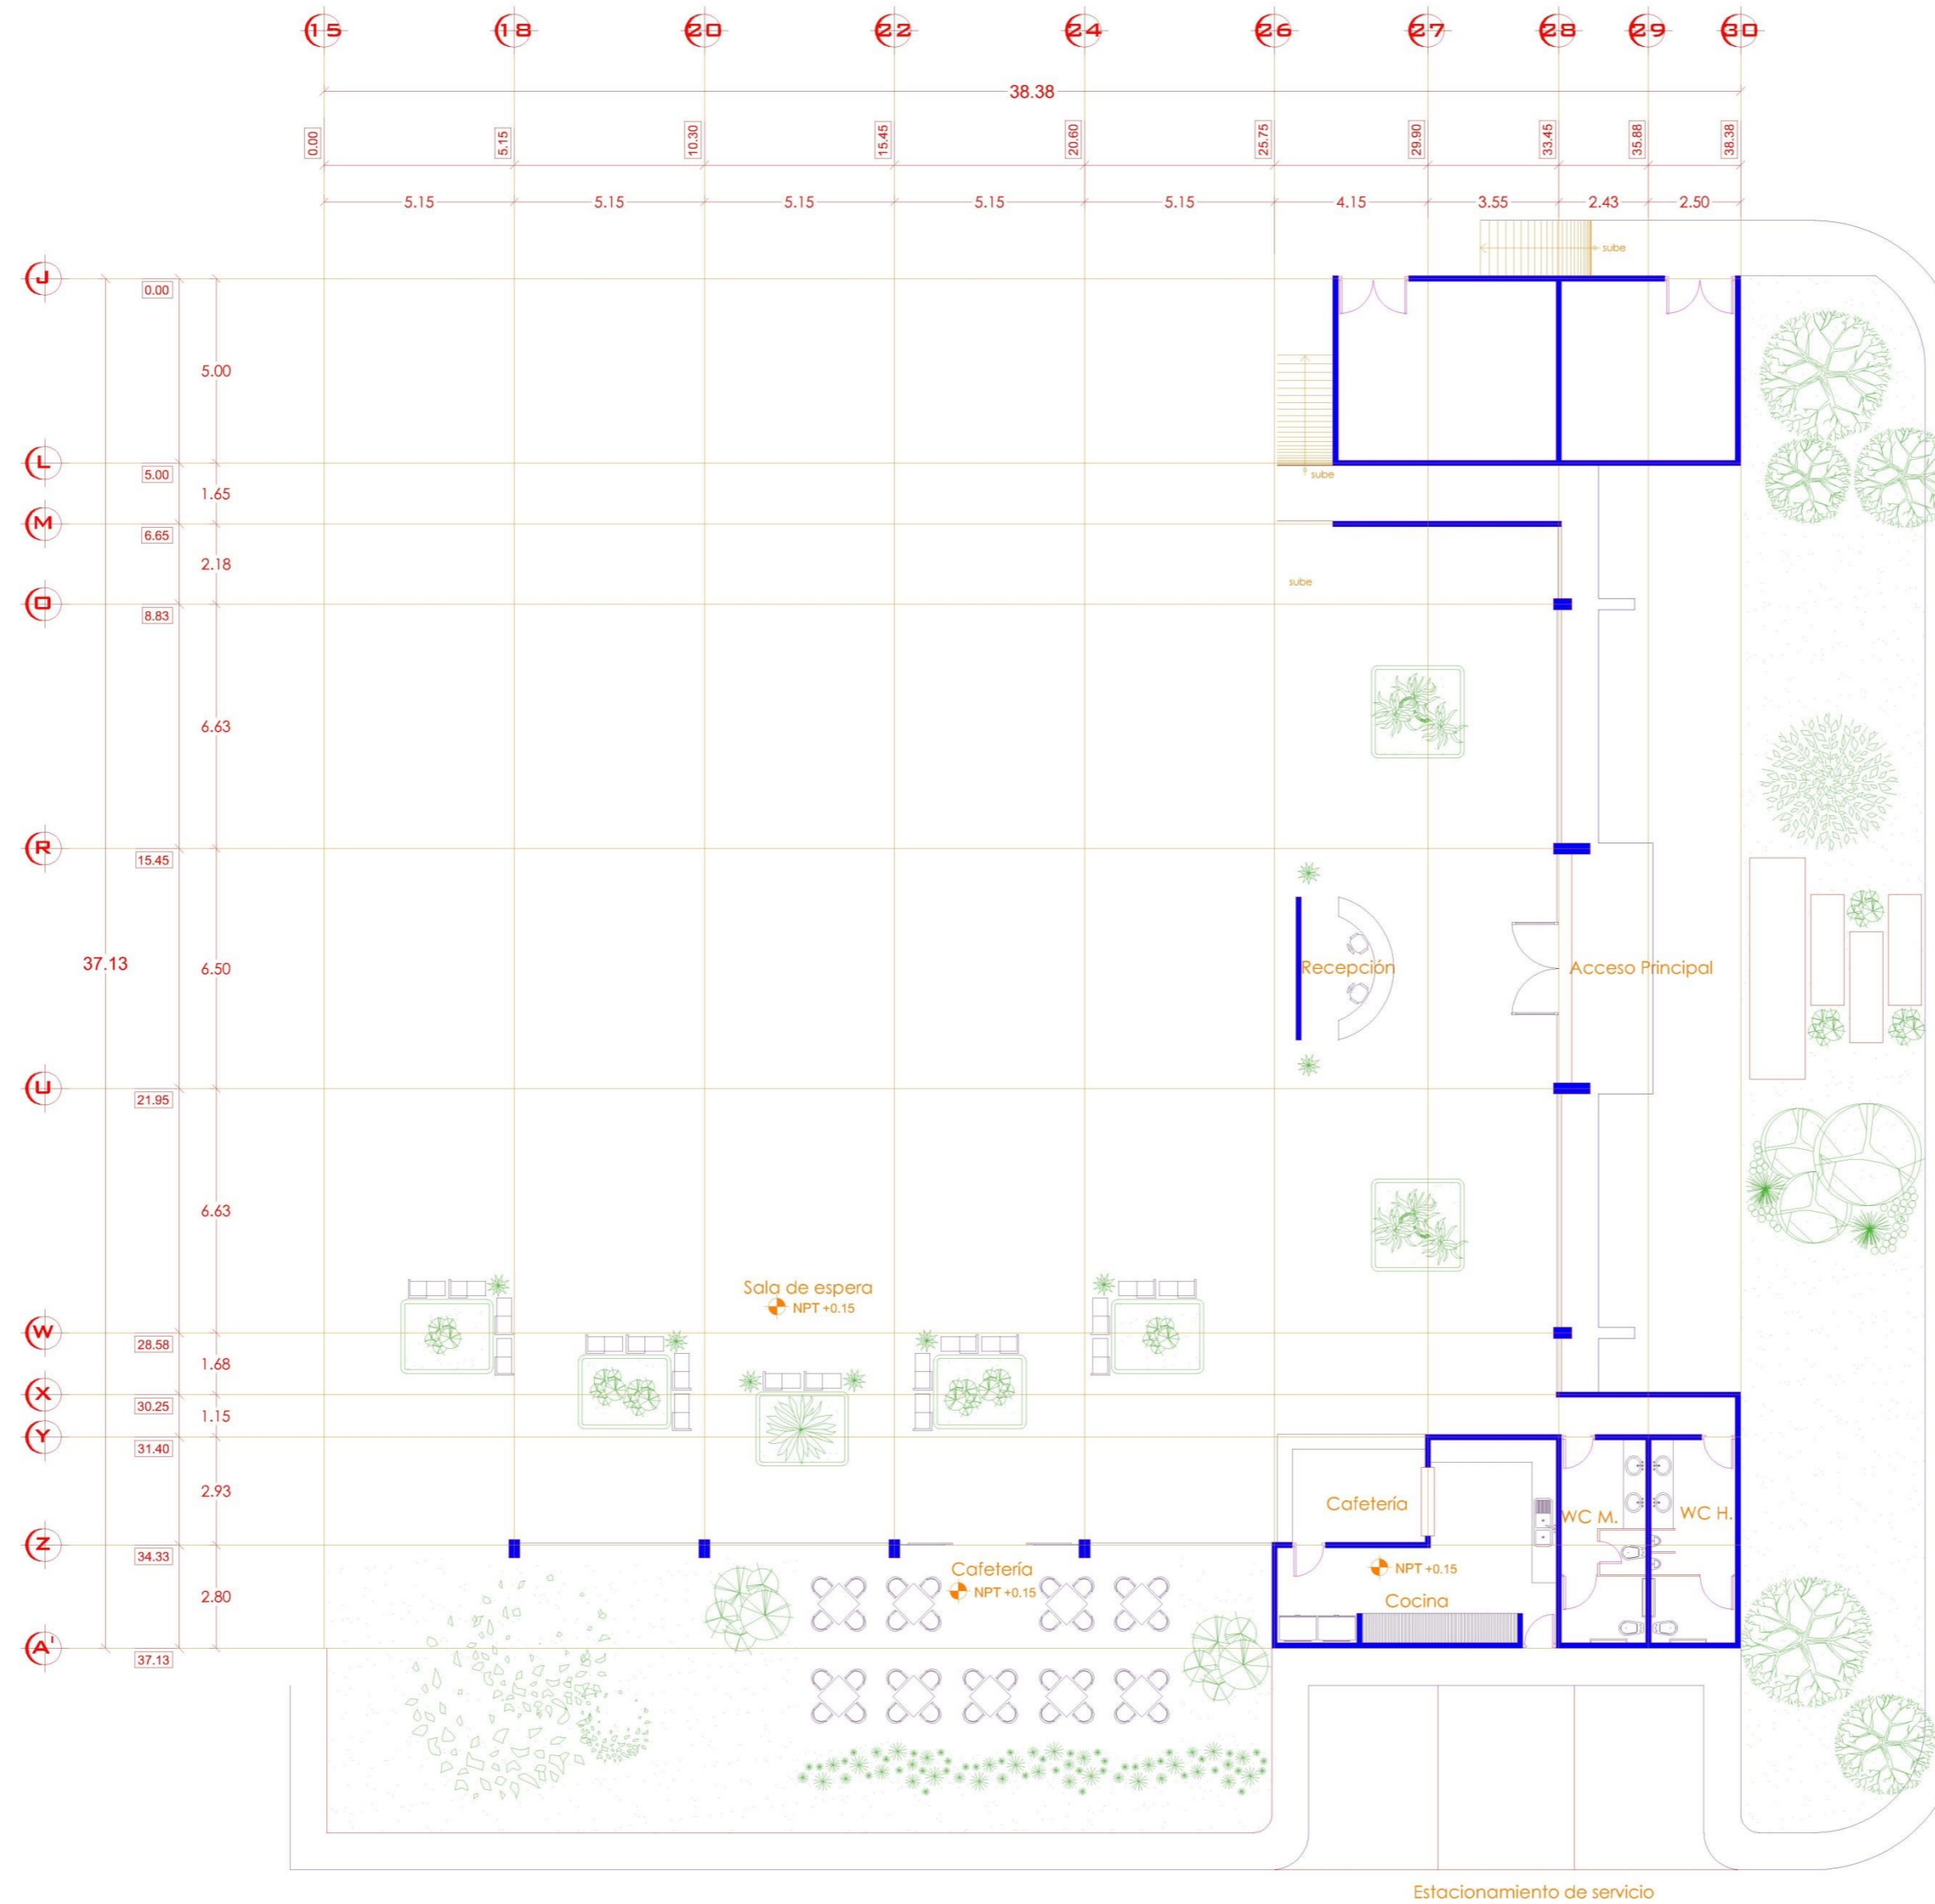 15 18 20 22 24 26 27 28 29 30
38.38
0.00 5.15 10.30 15.45 20.60 25.75 29.90 33.45 35.88 38.38
5.15 5.15 5.15 5.15 5.15 4.15 3.55 2.43 2.50
sube
J
0.00
5.00
L
5.00
sube
1.65
M
6.65
2.18
sube
O
8.83
6.63
R
15.45
37.13
6.50
Recepción
Acceso Principal
U
21.95
6.63
Sala de espera
NPT +0.15
W
28.58
1.68
X
30.25
1.15
Y
31.40
2.93
Cafetería
WC M.
WC H.
Z
34.33
Cafetería
NPT +0.15
NPT +0.15
2.80
Cocina
A'
37.13
Estacionamiento de servicio